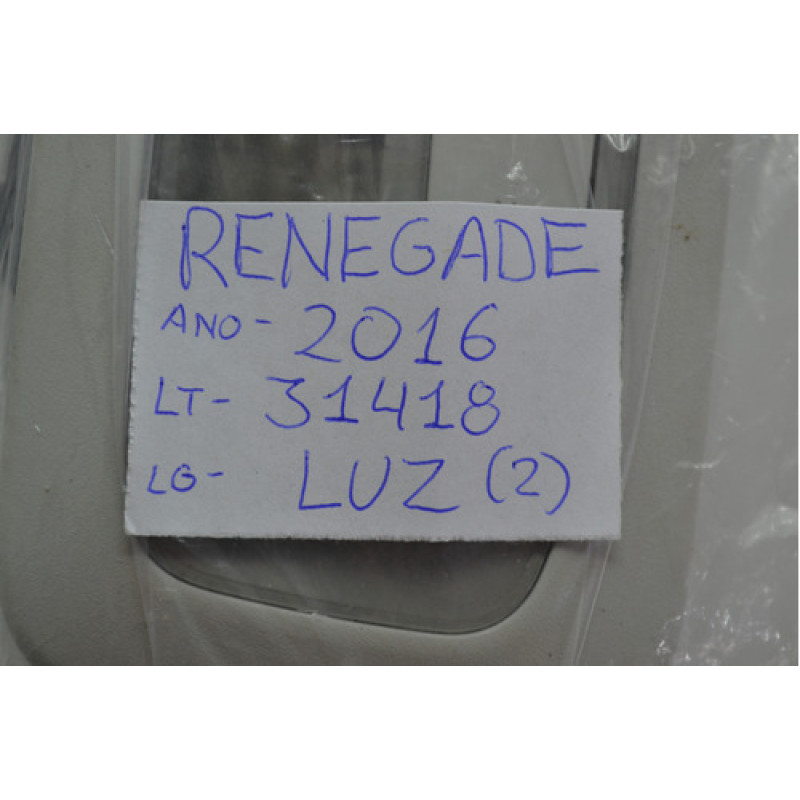 RENEGADE
ANO - 2016
LT - 31418
LG - LUZ (2)